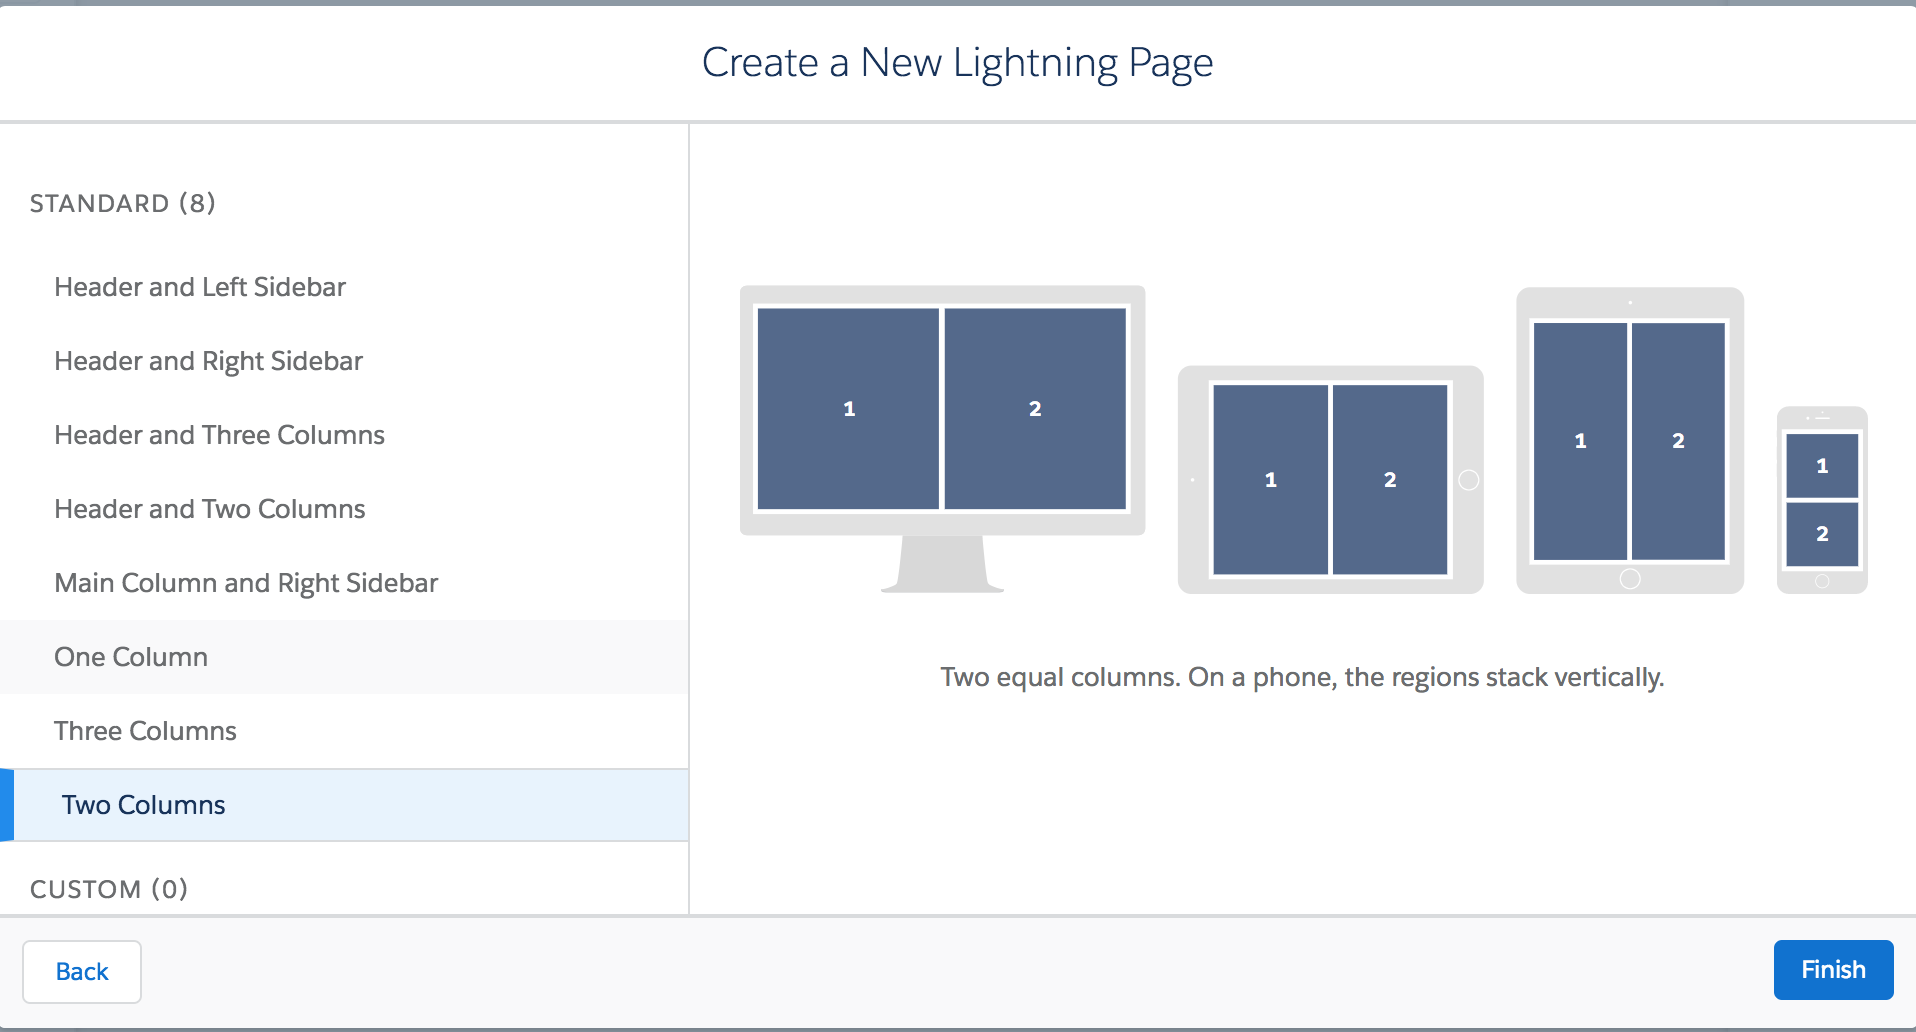 Create a New Lightning Page
STANDARD (8)
Header and Left Sidebar
Header and Right Sidebar
Header and Three Columns
Header and Two Columns
Main Column and Right Sidebar
One Column
Three Columns
Two Columns
CUSTOM (0)
1 2
1 2
1 2
1
2
Two equal columns. On a phone, the regions stack vertically.
Back
Finish